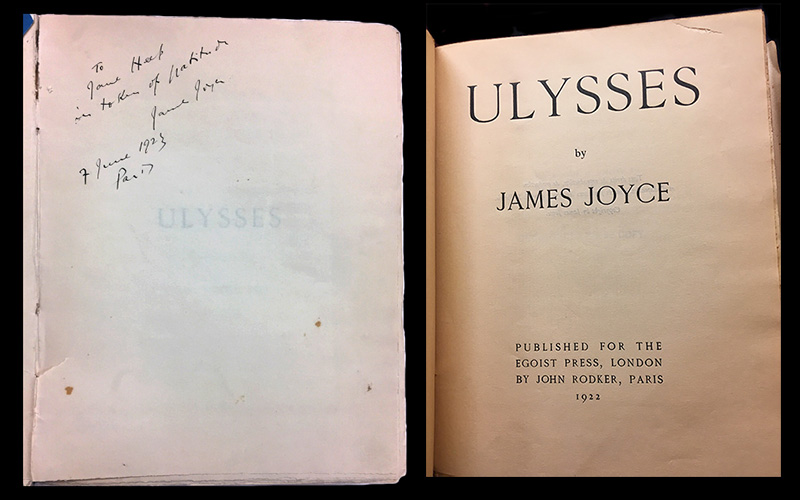 To
Jane Heap
in token of gratitude
James Joyce
7 June 1923
Paris
ULYSSES
ULYSSES
by
JAMES JOYCE
PUBLISHED FOR THE
EGOIST PRESS, LONDON
BY JOHN RODKER, PARIS
1922